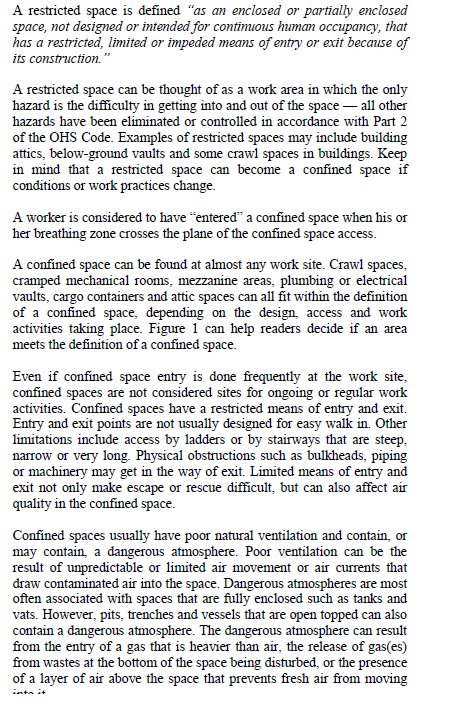 A restricted space is defined “as an enclosed or partially enclosed
space, not designed or intended for continuous human occupancy, that
has a restricted, limited or impeded means of entry or exit because of
its construction.”
A restricted space can be thought of as a work area in which the only
hazard is the difficulty in getting into and out of the space — all other
hazards have been eliminated or controlled in accordance with Part 2
of the OHS Code. Examples of restricted spaces may include building
attics, below-ground vaults and some crawl spaces in buildings. Keep
in mind that a restricted space can become a confined space if
conditions or work practices change.
A worker is considered to have “entered” a confined space when his or
her breathing zone crosses the plane of the confined space access.
A confined space can be found at almost any work site. Crawl spaces,
cramped mechanical rooms, mezzanine areas, plumbing or electrical
vaults, cargo containers and attic spaces can all fit within the definition
of a confined space, depending on the design, access and work
activities taking place. Figure 1 can help readers decide if an area
meets the definition of a confined space.
Even if confined space entry is done frequently at the work site,
confined spaces are not considered sites for ongoing or regular work
activities. Confined spaces have a restricted means of entry and exit.
Entry and exit points are not usually designed for easy walk in. Other
limitations include access by ladders or by stairways that are steep,
narrow or very long. Physical obstructions such as bulkheads, piping
or machinery may get in the way of exit. Limited means of entry and
exit not only make escape or rescue difficult, but can also affect air
quality in the confined space.
Confined spaces usually have poor natural ventilation and contain, or
may contain, a dangerous atmosphere. Poor ventilation can be the
result of unpredictable or limited air movement or air currents that
draw contaminated air into the space. Dangerous atmospheres are most
often associated with spaces that are fully enclosed such as tanks and
vats. However, pits, trenches and vessels that are open topped can also
contain a dangerous atmosphere. The dangerous atmosphere can result
from the entry of a gas that is heavier than air, the release of gas(es)
from wastes at the bottom of the space being disturbed, or the presence
of a layer of air above the space that prevents fresh air from moving